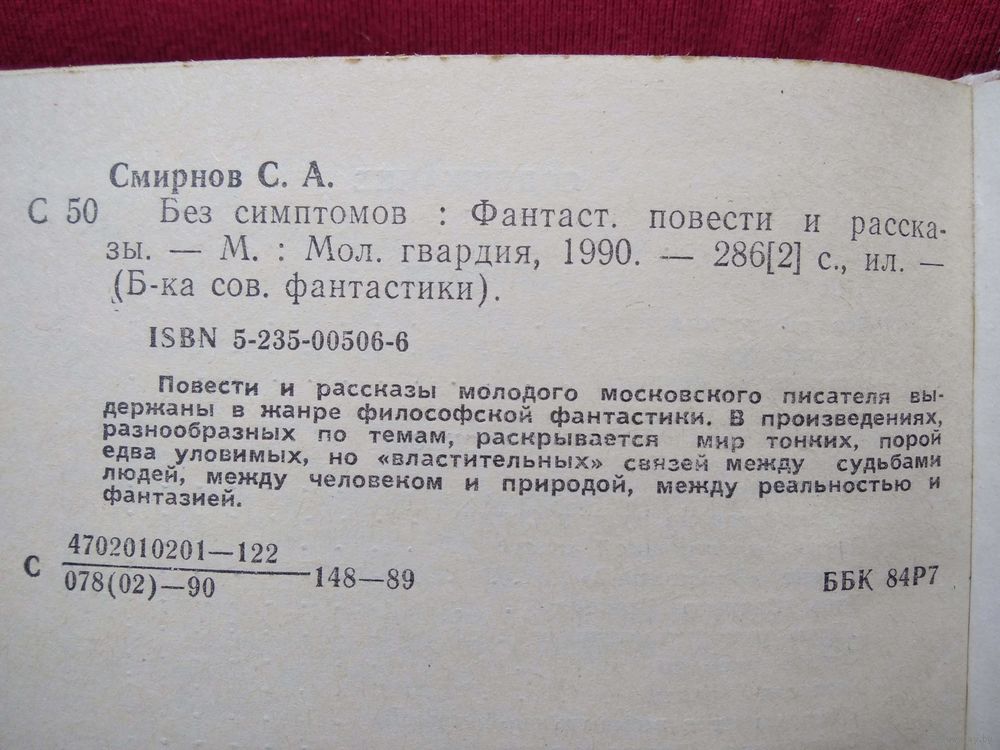 Смирнов С. А.
С 50 Без симптомов : Фантаст. повести и расска-
зы. — М. : Мол. гвардия, 1990. — 286[2] с., ил. —
(Б-ка сов. фантастики).
ISBN 5-235-00506-6
Повести и рассказы молодого московского писателя вы-
держаны в жанре философской фантастики. В произведениях,
разнообразных по темам, раскрывается мир тонких, порой
едва уловимых, но «властительных» связей между судьбами
людей, между человеком и природой, между реальностью и
фантазией.
4702010201—122
С 148—89
078(02)—90
ББК 84Р7